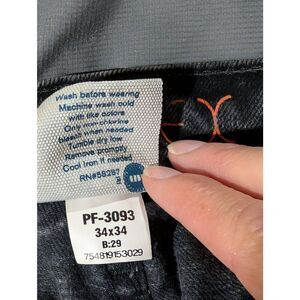 Wash before wearing
Machine wash cold
with like colors
Only non-chlorine
bleach when needed
Tumble dry low
Remove promptly
Cool iron if needed
RN#58287
PF-3093
34x34
B:29
754819153029